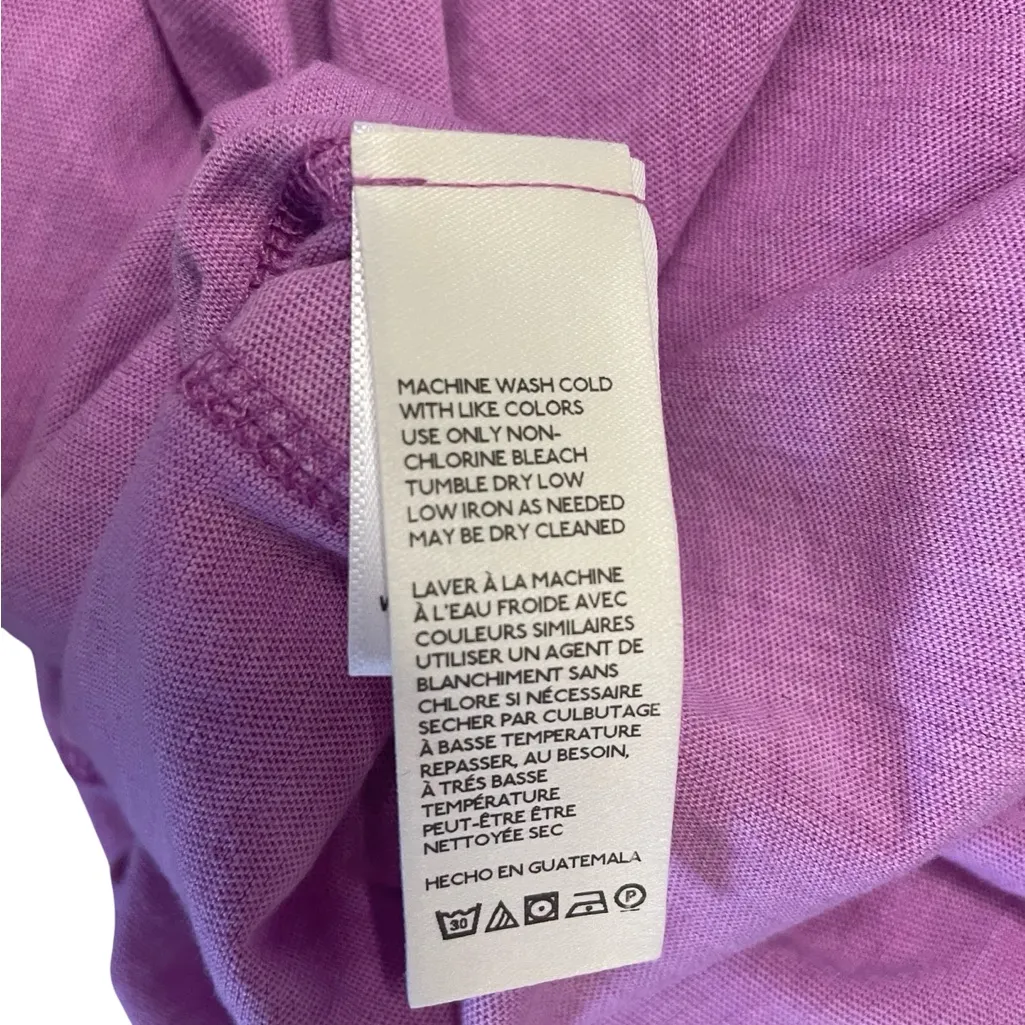 MACHINE WASH COLD
WITH LIKE COLORS
USE ONLY NON-
CHLORINE BLEACH
TUMBLE DRY LOW
LOW IRON AS NEEDED
MAY BE DRY CLEANED
LAVER À LA MACHINE
À L'EAU FROIDE AVEC
COULEURS SIMILAIRES
UTILISER UN AGENT DE
BLANCHIMENT SANS
CHLORE SI NÉCESSAIRE
SECHER PAR CULBUTAGE
À BASSE TEMPERATURE
REPASSER, AU BESOIN,
À TRÉS BASSE
TEMPÉRATURE
PEUT-ÊTRE ÊTRE
NETTOYÉE SEC
HECHO EN GUATEMALA
30 P